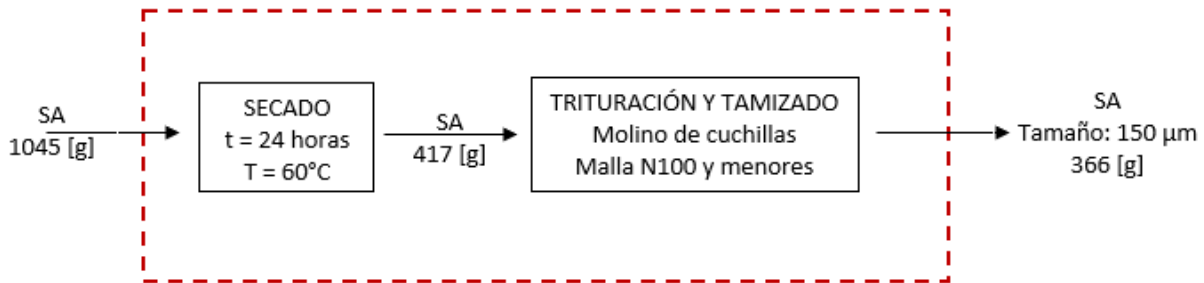 SA
1045 [g]
SECADO
t = 24 horas
T = 60°C
SA
417 [g]
TRITURACIÓN Y TAMIZADO
Molino de cuchillas
Malla N100 y menores
SA
Tamaño: 150 µm
366 [g]